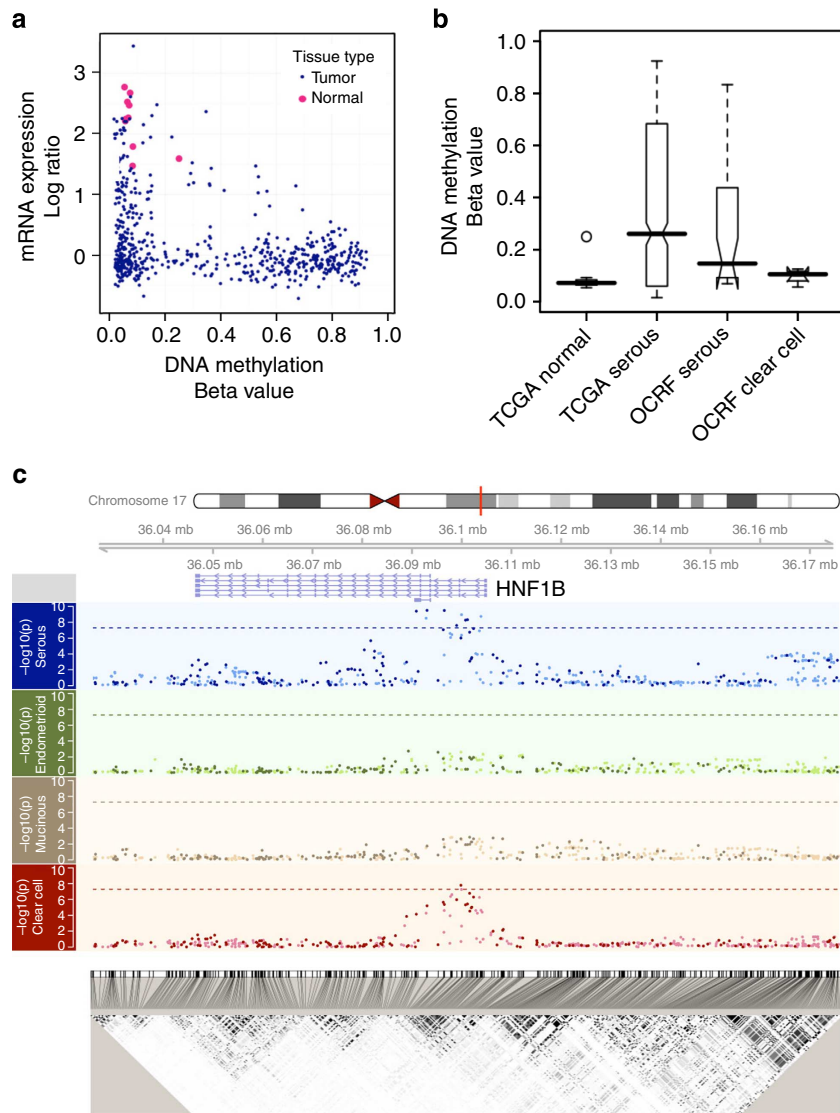 a
mRNA expression
Log ratio
3
2
1
0
Tissue type
Tumor
Normal
0.0 0.2 0.4 0.6 0.8 1.0
DNA methylation
Beta value
b
DNA methylation
Beta value
1.0
0.8
0.6
0.4
0.2
0.0
TCGA normal
TCGA serous
OCRF serous
OCRF clear cell
c
Chromosome 17
36.04 mb 36.06 mb 36.08 mb 36.1 mb 36.12 mb 36.14 mb 36.16 mb
36.05 mb 36.07 mb 36.09 mb 36.11 mb 36.13 mb 36.15 mb 36.17 mb
HNF1B
−log10(p)
Serous
10
8
6
4
2
0
−log10(p)
Endometrioid
10
8
6
4
2
0
−log10(p)
Mucinous
10
8
6
4
2
0
−log10(p)
Clear cell
10
8
6
4
2
0